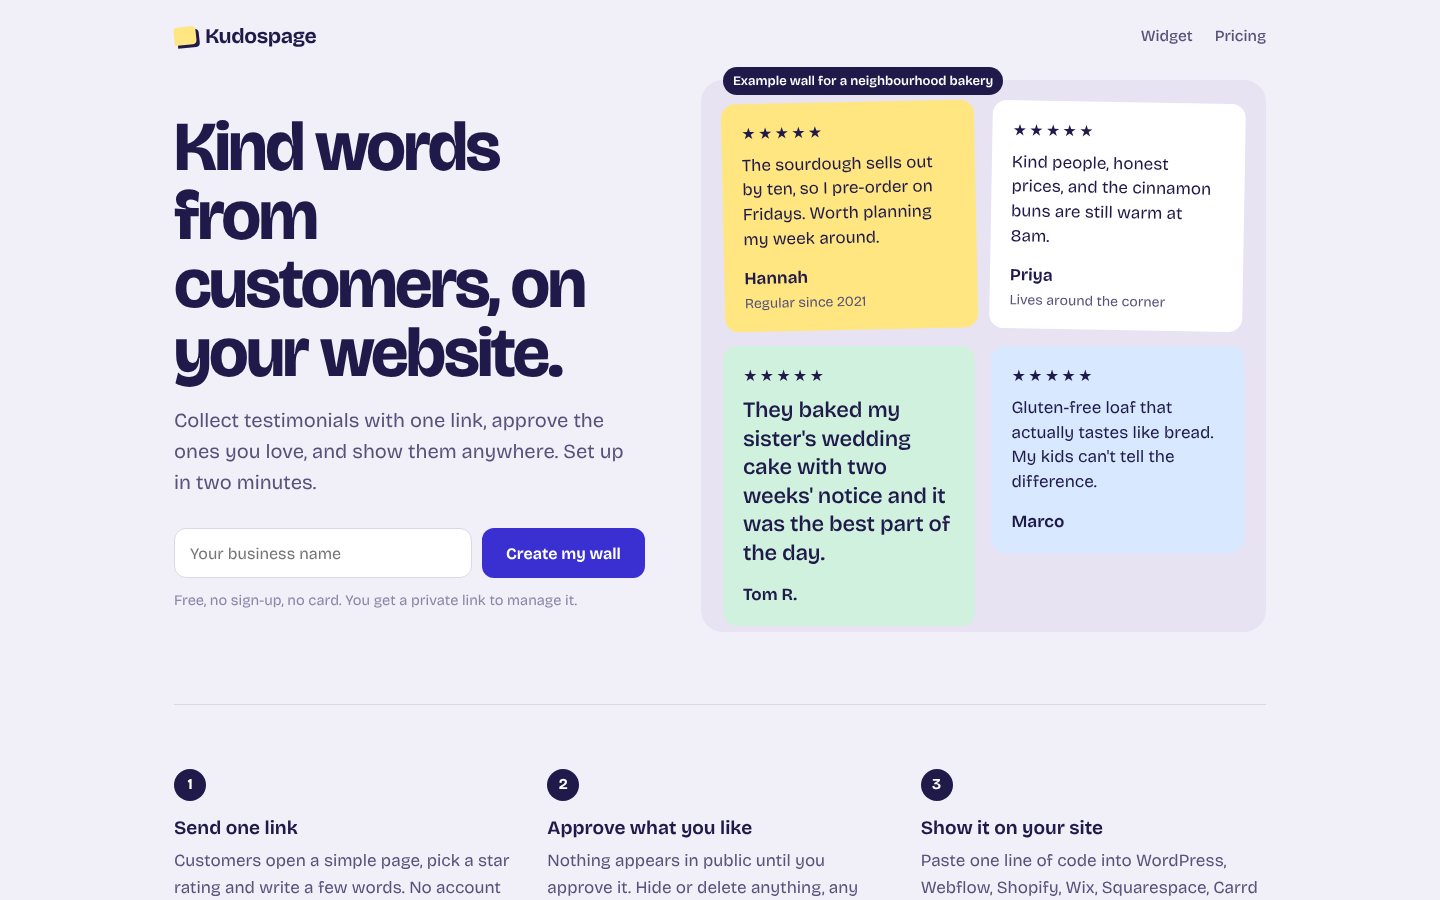 Kudospage
Widget
Pricing
Kind words
from
customers, on
your website.
Collect testimonials with one link, approve the
ones you love, and show them anywhere. Set up
in two minutes.
Your business name
Create my wall
Free, no sign-up, no card. You get a private link to manage it.
Example wall for a neighbourhood bakery
★★★★★
The sourdough sells out
by ten, so I pre-order on
Fridays. Worth planning
my week around.
Hannah
Regular since 2021
★★★★★
Kind people, honest
prices, and the cinnamon
buns are still warm at
8am.
Priya
Lives around the corner
★★★★★
They baked my
sister's wedding
cake with two
weeks' notice and it
was the best part of
the day.
Tom R.
★★★★★
Gluten-free loaf that
actually tastes like bread.
My kids can't tell the
difference.
Marco
1
Send one link
Customers open a simple page, pick a star
rating and write a few words. No account
2
Approve what you like
Nothing appears in public until you
approve it. Hide or delete anything, any
3
Show it on your site
Paste one line of code into WordPress,
Webflow, Shopify, Wix, Squarespace, Carrd